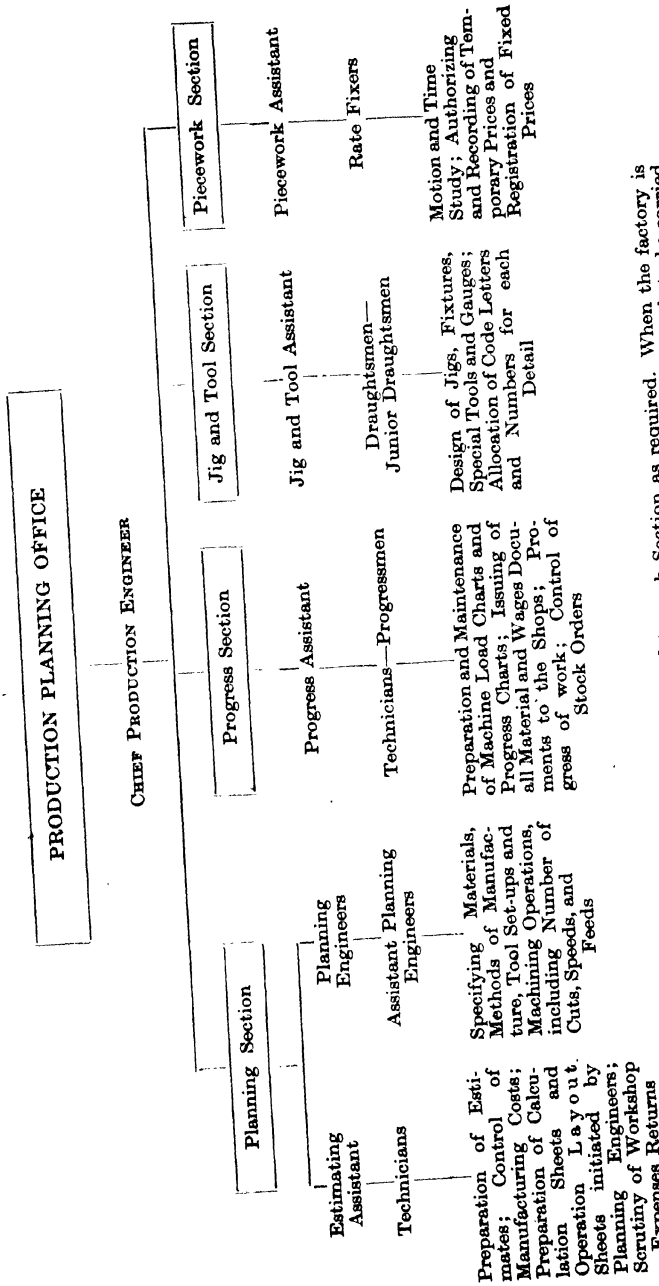 PRODUCTION PLANNING OFFICE
CHIEF PRODUCTION ENGINEER
Planning Section
Progress Section
Jig and Tool Section
Piecework Section
Estimating
Assistant
Technicians
Preparation of Esti-
mates; Control of
Manufacturing Costs;
Preparation of Calcu-
lation Sheets and
Operation Layout
Sheets initiated by
Planning Engineers;
Scrutiny of Workshop
Expenses Returns
Planning
Engineers
Assistant Planning
Engineers
Specifying Materials,
Methods of Manufac-
ture, Tool Set-ups and
Machining Operations,
including Number of
Cuts, Speeds, and
Feeds
Progress Assistant
Technicians—Progressmen
Preparation and Maintenance
of Machine Load Charts and
Progress Charts; Issuing of
all Material and Wages Docu-
ments to the Shops; Pro-
gress of work; Control of
Stock Orders
Jig and Tool Assistant
Draughtsmen—
Junior Draughtsmen
Design of Jigs, Fixtures,
Special Tools and Gauges;
Allocation of Code Letters
and Numbers for each
Detail
Piecework Assistant
Rate Fixers
Motion and Time
Study; Authorizing
and Recording of Tem-
porary Prices and
Registration of Fixed
Prices
Section as required. When the factory is